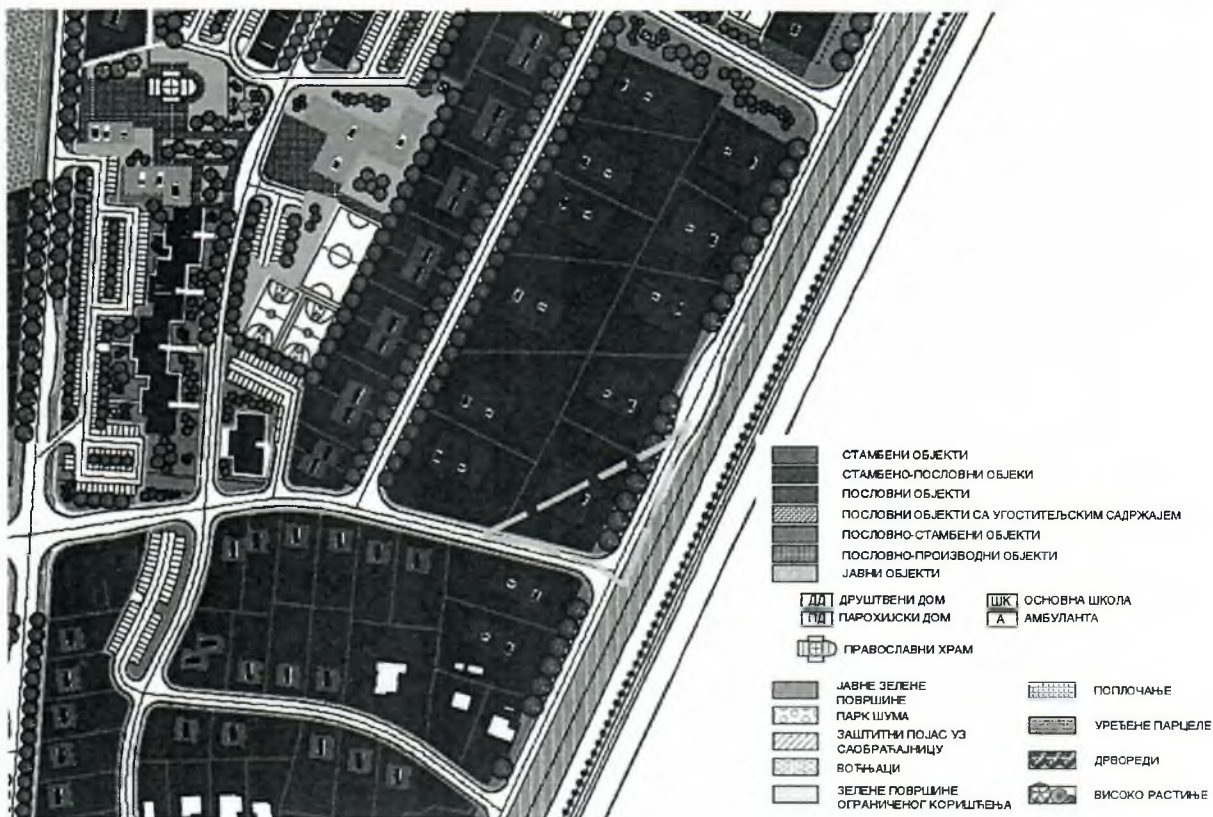 СТАМБЕНИ ОБЈЕКТИ
СТАМБЕНО-ПОСЛОВНИ ОБЈЕКИ
ПОСЛОВНИ ОБЈЕКТИ
ПОСЛОВНИ ОБЈЕКТИ СА УГОСТИТЕЉСКИМ САДРЖАЈЕМ
ПОСЛОВНО-СТАМБЕНИ ОБЈЕКТИ
ПОСЛОВНО-ПРОИЗВОДНИ ОБЈЕКТИ
ЈАВНИ ОБЈЕКТИ
ДД ДРУШТВЕНИ ДОМ
ПД ПАРОХИЈСКИ ДОМ
ШК ОСНОВНА ШКОЛА
А АМБУЛАНТА
ПРАВОСЛАВНИ ХРАМ
ЈАВНЕ ЗЕЛЕНЕ
ПОВРШИНЕ
ПАРК ШУМА
ЗАШТИТНИ ПОЈАС УЗ
САОБРАЋАЈНИЦУ
ВОЋЊАЦИ
ЗЕЛЕНЕ ПОВРШИНЕ
ОГРАНИЧЕНОГ КОРИШЋЕЊА
ПОПЛОЧАЊЕ
УРЕЂЕНЕ ПАРЦЕЛЕ
ДРВОРЕДИ
ВИСОКО РАСТИЊЕ